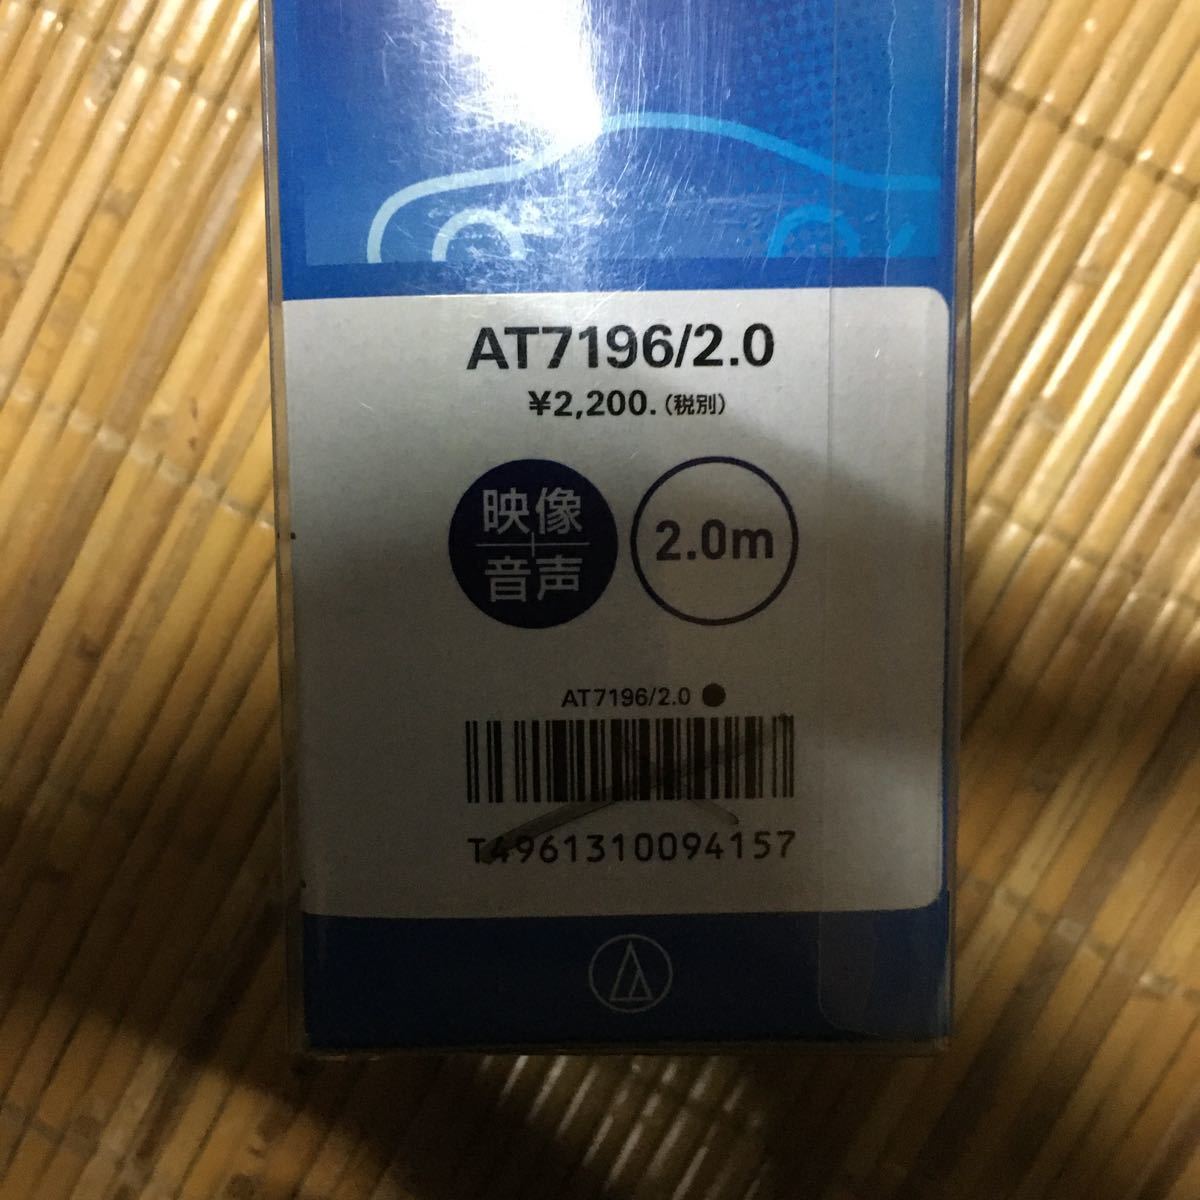 AT7196/2.0
¥2,200.(税別)
映像
+
音声
2.0m
AT7196/2.0 ●
T4961310094157